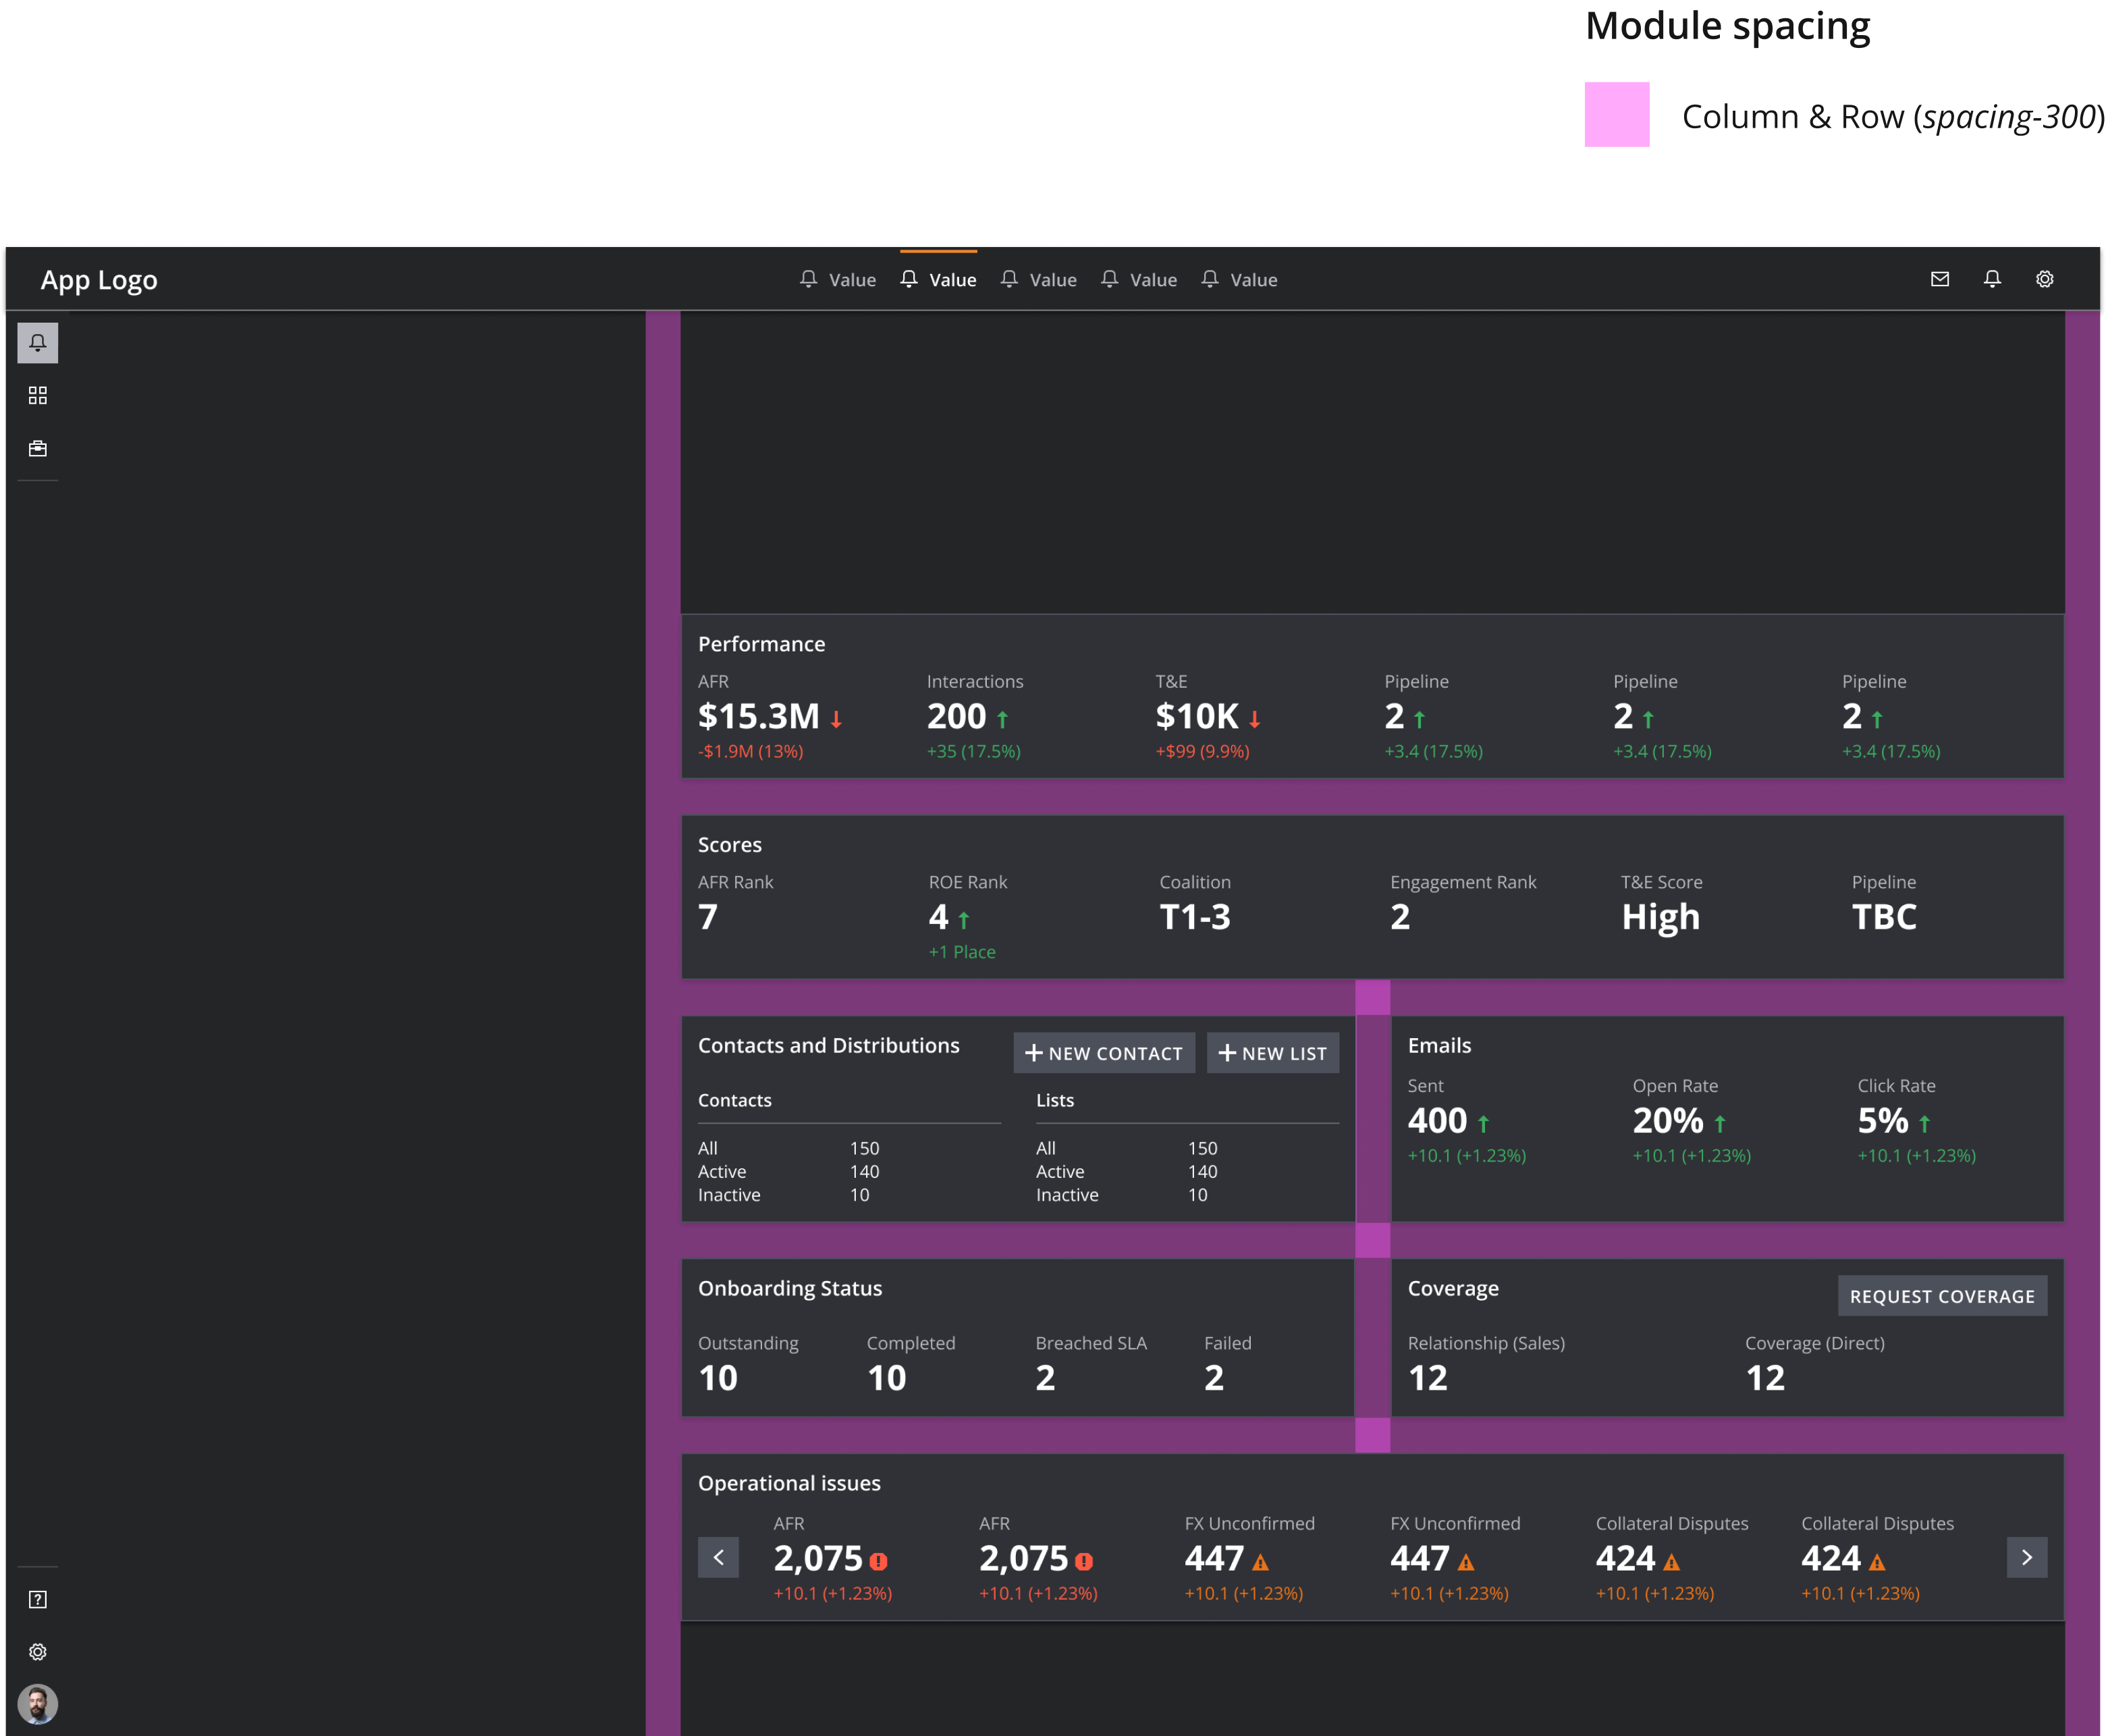 Module spacing
Column & Row (spacing-300)
App Logo Value Value Value Value Value
Performance
AFR Interactions T&E Pipeline Pipeline Pipeline
$15.3M 200 $10K 2 2 2
-$1.9M (13%) +35 (17.5%) +$99 (9.9%) +3.4 (17.5%) +3.4 (17.5%) +3.4 (17.5%)
Scores
AFR Rank ROE Rank Coalition Engagement Rank T&E Score Pipeline
7 4 T1-3 2 High TBC
+1 Place
Contacts and Distributions + NEW CONTACT + NEW LIST
Contacts Lists
All 150 All 150
Active 140 Active 140
Inactive 10 Inactive 10
Emails
Sent Open Rate Click Rate
400 20% 5%
+10.1 (+1.23%) +10.1 (+1.23%) +10.1 (+1.23%)
Onboarding Status
Outstanding Completed Breached SLA Failed
10 10 2 2
Coverage REQUEST COVERAGE
Relationship (Sales) Coverage (Direct)
12 12
Operational issues
AFR AFR FX Unconfirmed FX Unconfirmed Collateral Disputes Collateral Disputes
2,075 2,075 447 447 424 424
+10.1 (+1.23%) +10.1 (+1.23%) +10.1 (+1.23%) +10.1 (+1.23%) +10.1 (+1.23%) +10.1 (+1.23%)